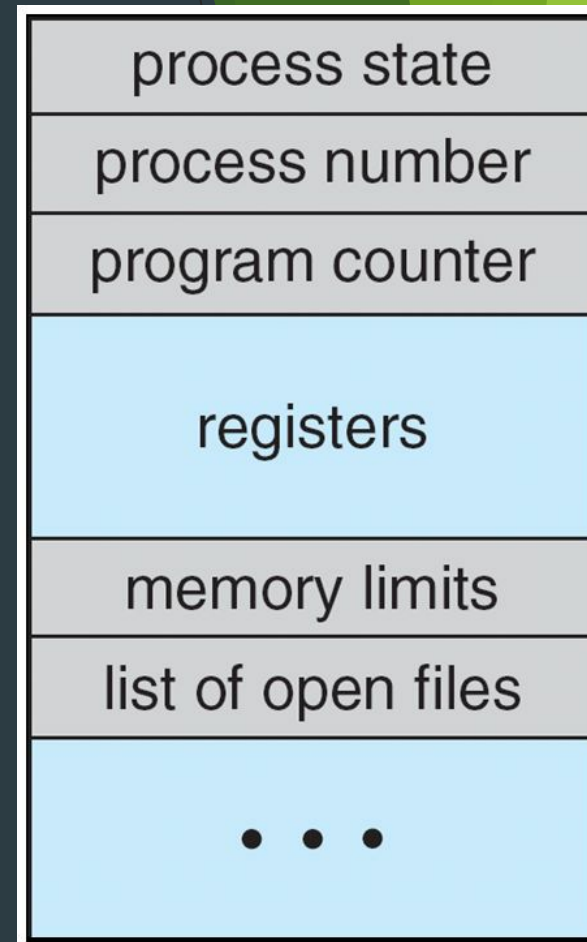 process state
process number
program counter
registers
memory limits
list of open files
• • •